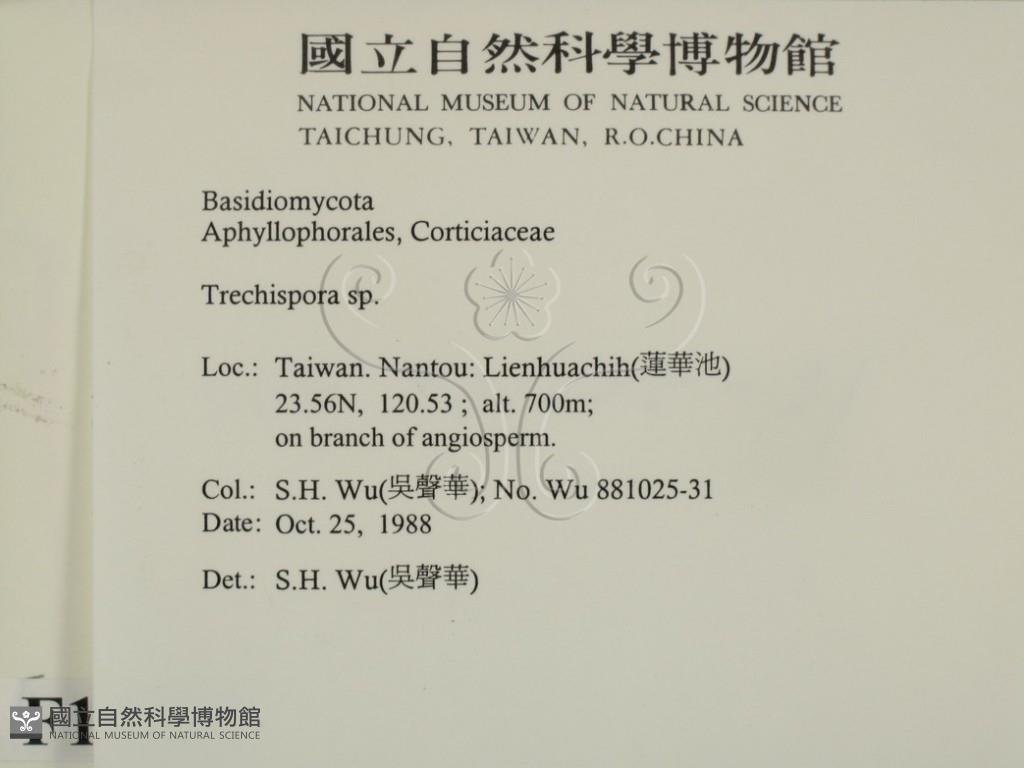 國立自然科學博物館
NATIONAL MUSEUM OF NATURAL SCIENCE
TAICHUNG, TAIWAN, R.O.CHINA
Basidiomycota
Aphyllophorales, Corticiaceae
Trechispora sp.
Loc.: Taiwan. Nantou: Lienhuachih(蓮華池)
23.56N, 120.53 ; alt. 700m;
on branch of angiosperm.
Col.: S.H. Wu(吳聲華); No. Wu 881025-31
Date: Oct. 25, 1988
Det.: S.H. Wu(吳聲華)
F1
國立自然科學博物館
NATIONAL MUSEUM OF NATURAL SCIENCE